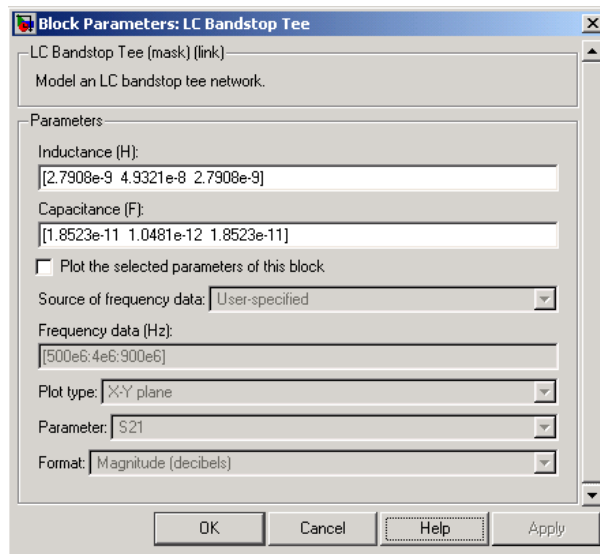 Block Parameters: LC Bandstop Tee
LC Bandstop Tee (mask) (link)
Model an LC bandstop tee network.
Parameters
Inductance (H):
[2.7908e-9 4.9321e-8 2.7908e-9]
Capacitance (F):
[1.8523e-11 1.0481e-12 1.8523e-11]
Plot the selected parameters of this block
Source of frequency data: User-specified
Frequency data (Hz):
[500e6:4e6:900e6]
Plot type: X-Y plane
Parameter: S21
Format: Magnitude (decibels)
OK Cancel Help Apply